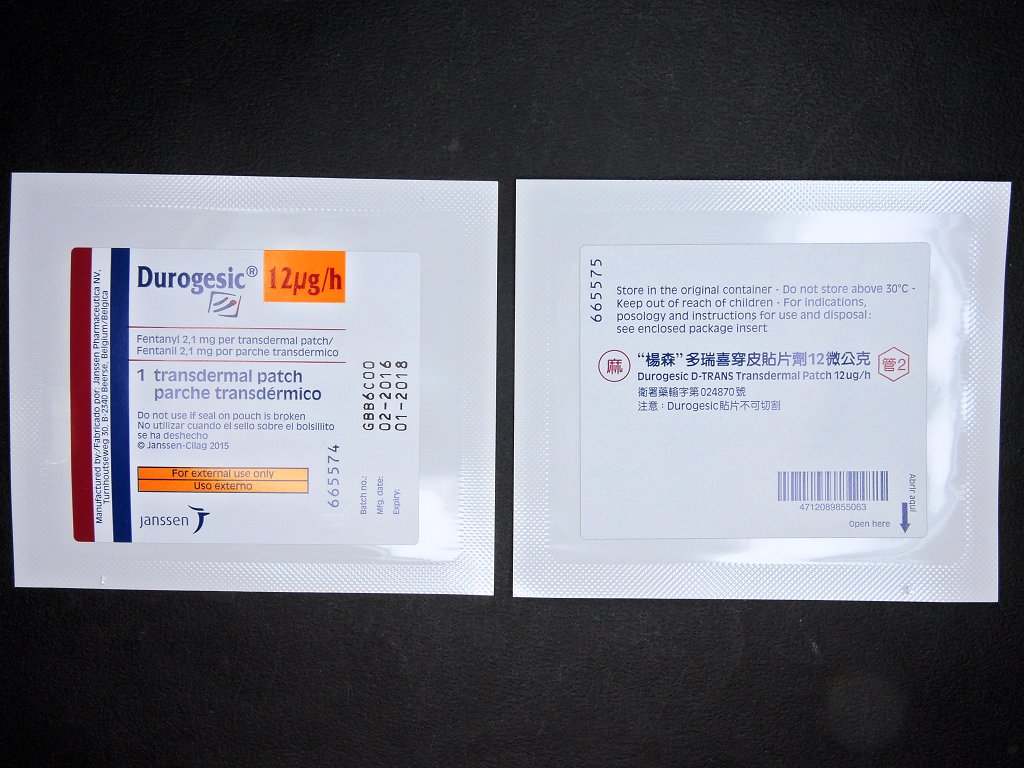 Durogesic® 12µg/h
Fentanyl 2,1 mg per transdermal patch/
Fentanil 2,1 mg por parche transdermico
1 transdermal patch
parche transdérmico
Do not use if seal on pouch is broken
No utilizar cuando el sello sobre el bolsillito
se ha deshecho
© Janssen-Cilag 2015
For external use only
Uso externo
janssen
Manufactured by:/Fabricado por: Janssen Pharmaceutica NV,
Turnhoutseweg 30, B-2340 Beerse, Belgium/Belgica
665574
Batch no.:
Mfg. date:
Expiry:
GBB6C00
02-2016
01-2018
665575
Store in the original container - Do not store above 30°C -
Keep out of reach of children - For indications,
posology and instructions for use and disposal:
see enclosed package insert
麻 “楊森”多瑞喜穿皮貼片劑12微公克 管2
Durogesic D-TRANS Transdermal Patch 12ug/h
衛署藥輸字第024870號
注意：Durogesic貼片不可切割
4712089855063
Open here
Abrir aquí